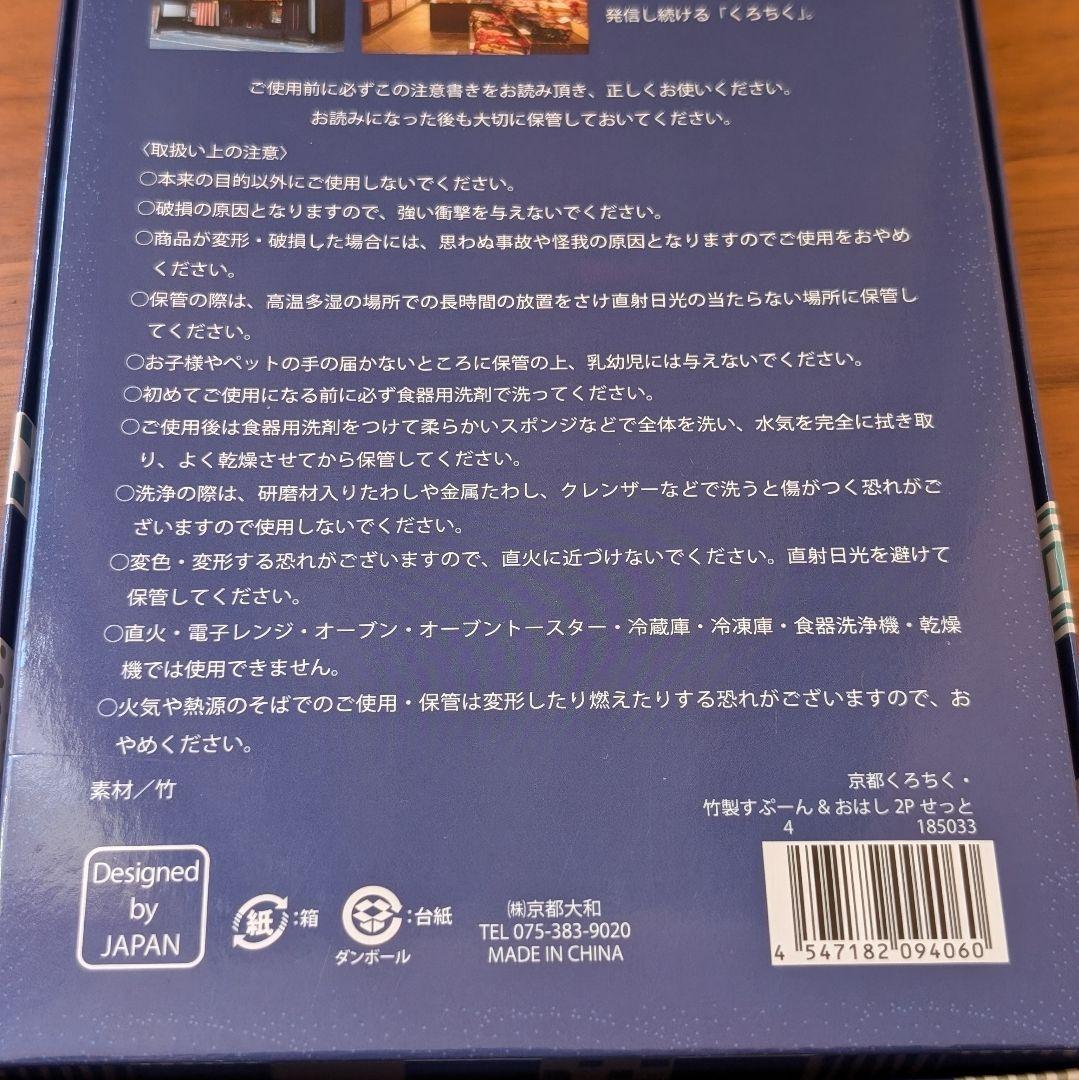 発信し続ける「くろちく」。
ご使用前に必ずこの注意書きをお読み頂き、正しくお使いください。
お読みになった後も大切に保管しておいてください。
〈取扱い上の注意〉
○本来の目的以外にご使用しないでください。
○破損の原因となりますので、強い衝撃を与えないでください。
○商品が変形・破損した場合には、思わぬ事故や怪我の原因となりますのでご使用をおやめ
ください。
○保管の際は、高温多湿の場所での長時間の放置をさけ直射日光の当たらない場所に保管し
てください。
○お子様やペットの手の届かないところに保管の上、乳幼児には与えないでください。
○初めてご使用になる前に必ず食器用洗剤で洗ってください。
○ご使用後は食器用洗剤をつけて柔らかいスポンジなどで全体を洗い、水気を完全に拭き取
り、よく乾燥させてから保管してください。
○洗浄の際は、研磨材入りたわしや金属たわし、クレンザーなどで洗うと傷がつく恐れがご
ざいますので使用しないでください。
○変色・変形する恐れがございますので、直火に近づけないでください。直射日光を避けて
保管してください。
○直火・電子レンジ・オーブン・オーブントースター・冷蔵庫・冷凍庫・食器洗浄機・乾燥
機では使用できません。
○火気や熱源のそばでのご使用・保管は変形したり燃えたりする恐れがございますので、お
やめください。
素材／竹
京都くろちく・
竹製すぷーん & おはし 2P せっと
4 185033
Designed
by
JAPAN
紙:箱
:台紙
ダンボール
㈱京都大和
TEL 075-383-9020
MADE IN CHINA
4 547182 094060